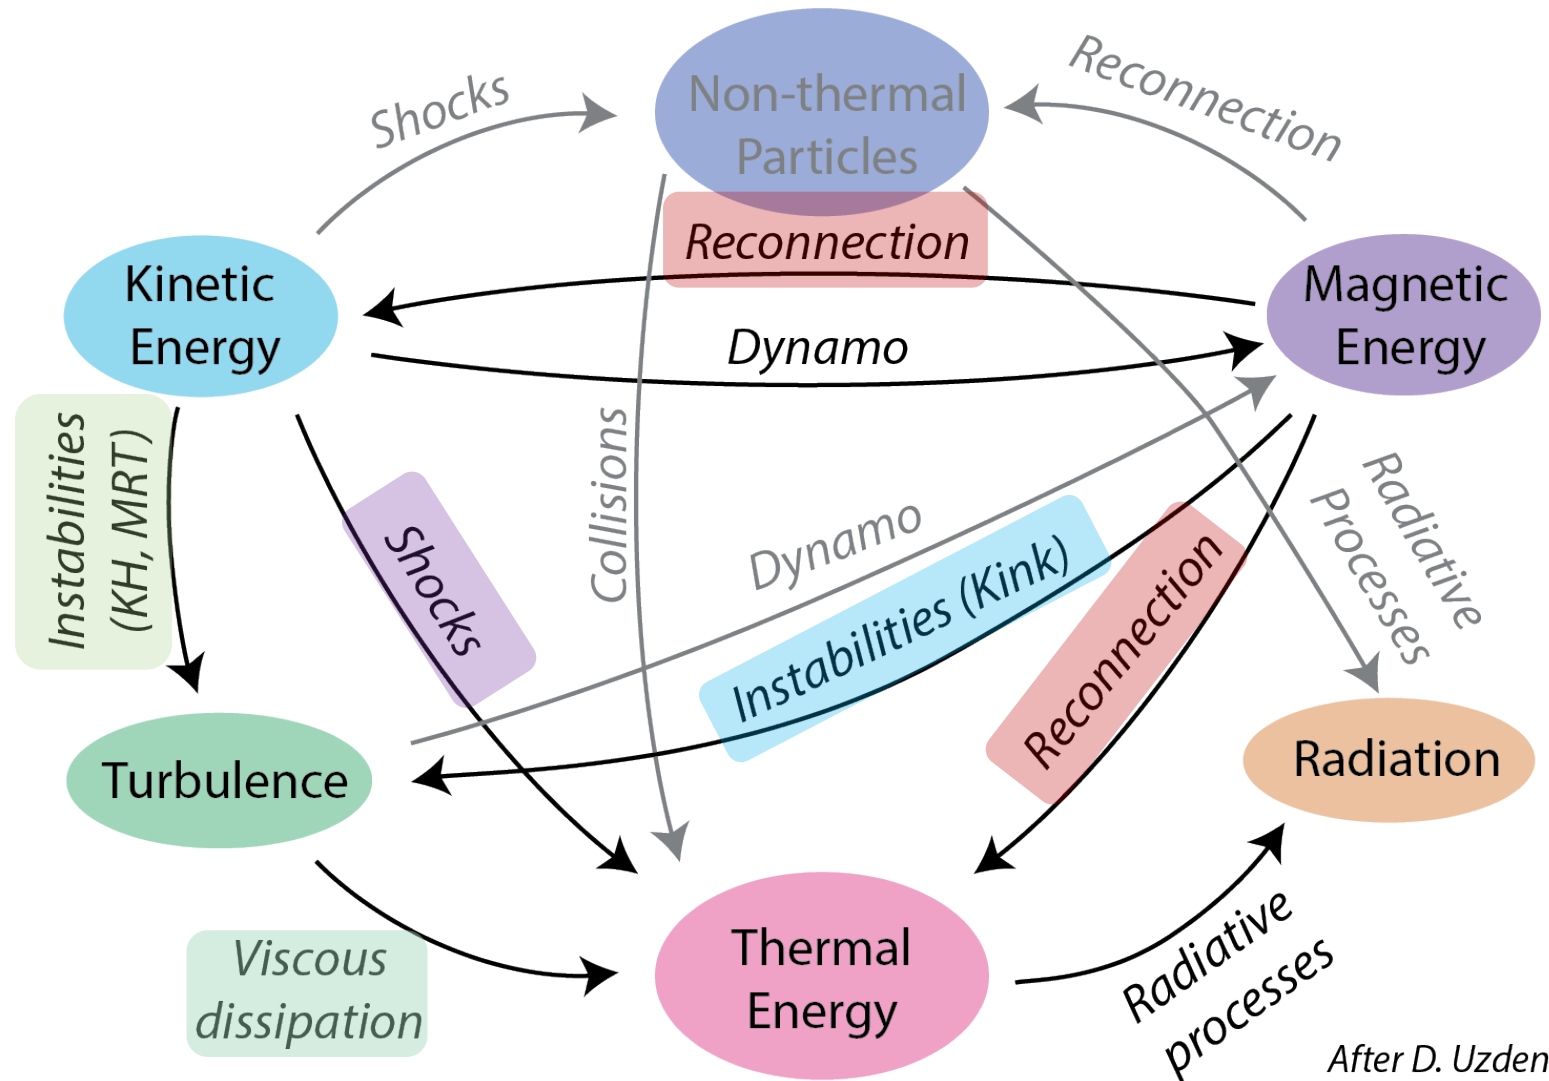 Non-thermal
Particles
Shocks
Reconnection
Reconnection
Kinetic
Energy
Magnetic
Energy
Dynamo
Instabilities
(KH, MRT)
Shocks
Collisions
Dynamo
Instabilities (Kink)
Reconnection
Radiative
Processes
Turbulence
Radiation
Viscous
dissipation
Thermal
Energy
Radiative
processes
After D. Uzden